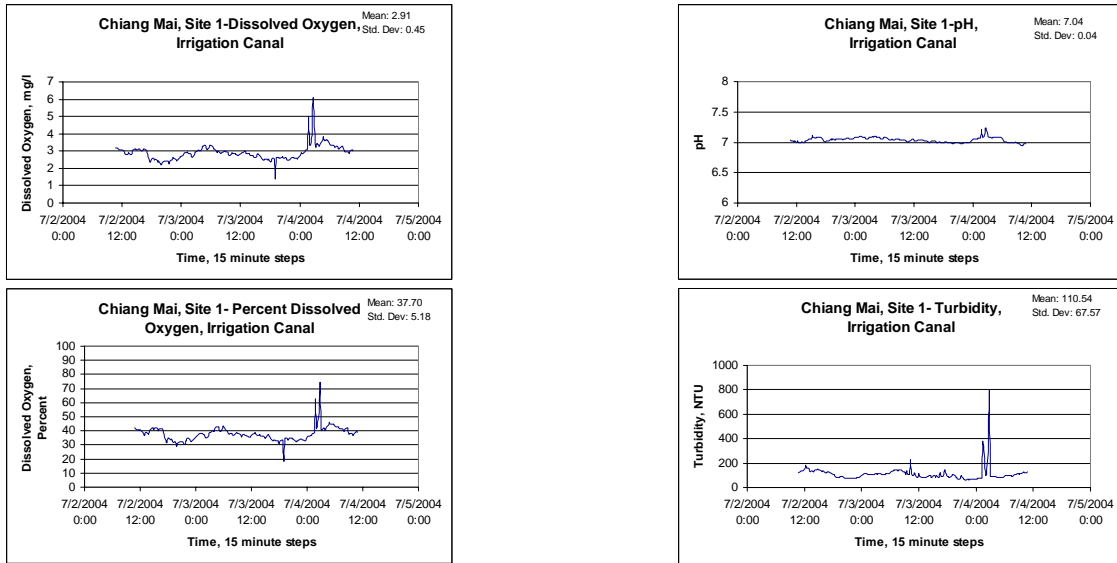 Chiang Mai, Site 1-Dissolved Oxygen,
Irrigation Canal
Mean: 2.91
Std. Dev: 0.45
Dissolved Oxygen, mg/l
7
6
5
4
3
2
1
0
7/2/2004 7/2/2004 7/3/2004 7/3/2004 7/4/2004 7/4/2004 7/5/2004
0:00 12:00 0:00 12:00 0:00 12:00 0:00
Time, 15 minute steps
Chiang Mai, Site 1-pH,
Irrigation Canal
Mean: 7.04
Std. Dev: 0.04
pH
8
7.5
7
6.5
6
7/2/2004 7/2/2004 7/3/2004 7/3/2004 7/4/2004 7/4/2004 7/5/2004
0:00 12:00 0:00 12:00 0:00 12:00 0:00
Time, 15 minute steps
Chiang Mai, Site 1- Percent Dissolved
Oxygen, Irrigation Canal
Mean: 37.70
Std. Dev: 5.18
Dissolved Oxygen,
Percent
100
90
80
70
60
50
40
30
20
10
0
7/2/2004 7/2/2004 7/3/2004 7/3/2004 7/4/2004 7/4/2004 7/5/2004
0:00 12:00 0:00 12:00 0:00 12:00 0:00
Time, 15 minute steps
Chiang Mai, Site 1- Turbidity,
Irrigation Canal
Mean: 110.54
Std. Dev: 67.57
Turbidity, NTU
1000
800
600
400
200
0
7/2/2004 7/2/2004 7/3/2004 7/3/2004 7/4/2004 7/4/2004 7/5/2004
0:00 12:00 0:00 12:00 0:00 12:00 0:00
Time, 15 minute steps